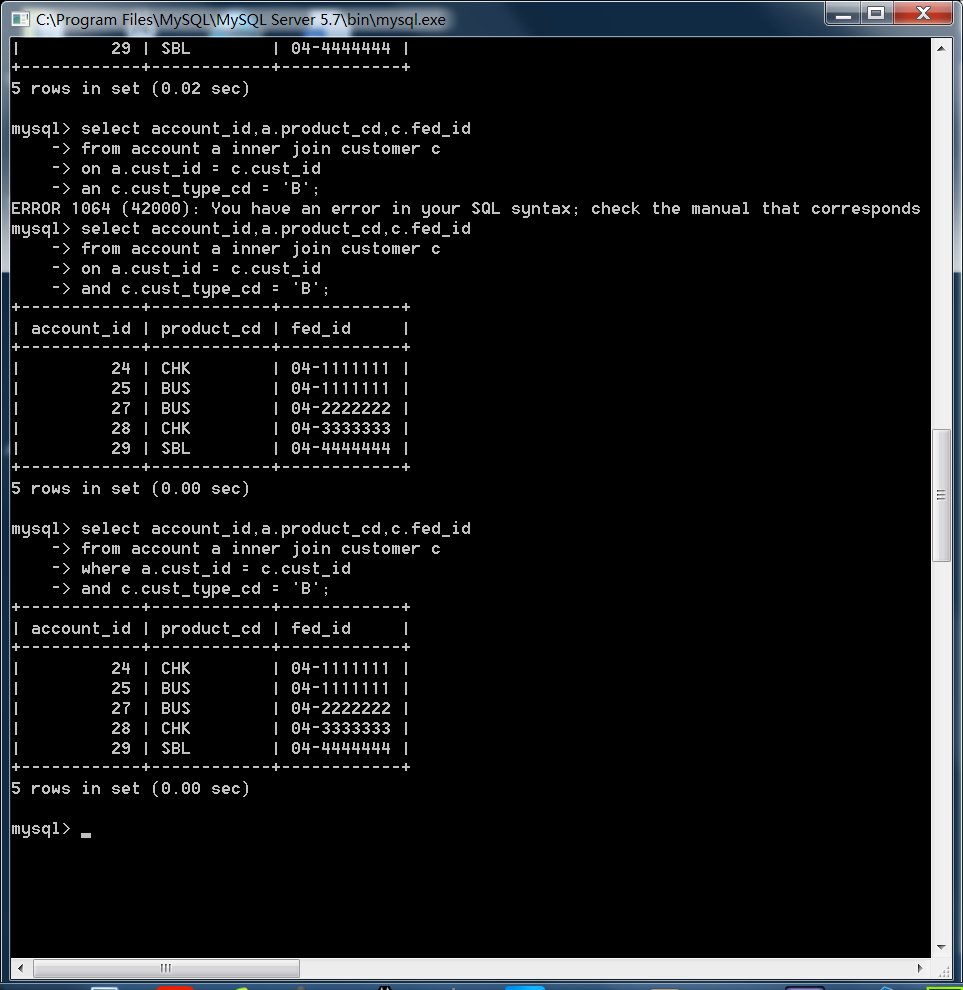 C:\Program Files\MySQL\MySQL Server 5.7\bin\mysql.exe
|         29 | SBL        | 04-4444444 |
+------------+------------+------------+
5 rows in set (0.02 sec)
mysql> select account_id,a.product_cd,c.fed_id
    -> from account a inner join customer c
    -> on a.cust_id = c.cust_id
    -> an c.cust_type_cd = 'B';
ERROR 1064 (42000): You have an error in your SQL syntax; check the manual that corresponds
mysql> select account_id,a.product_cd,c.fed_id
    -> from account a inner join customer c
    -> on a.cust_id = c.cust_id
    -> and c.cust_type_cd = 'B';
+------------+------------+------------+
| account_id | product_cd | fed_id     |
+------------+------------+------------+
|         24 | CHK        | 04-1111111 |
|         25 | BUS        | 04-1111111 |
|         27 | BUS        | 04-2222222 |
|         28 | CHK        | 04-3333333 |
|         29 | SBL        | 04-4444444 |
+------------+------------+------------+
5 rows in set (0.00 sec)
mysql> select account_id,a.product_cd,c.fed_id
    -> from account a inner join customer c
    -> where a.cust_id = c.cust_id
    -> and c.cust_type_cd = 'B';
+------------+------------+------------+
| account_id | product_cd | fed_id     |
+------------+------------+------------+
|         24 | CHK        | 04-1111111 |
|         25 | BUS        | 04-1111111 |
|         27 | BUS        | 04-2222222 |
|         28 | CHK        | 04-3333333 |
|         29 | SBL        | 04-4444444 |
+------------+------------+------------+
5 rows in set (0.00 sec)
mysql> _